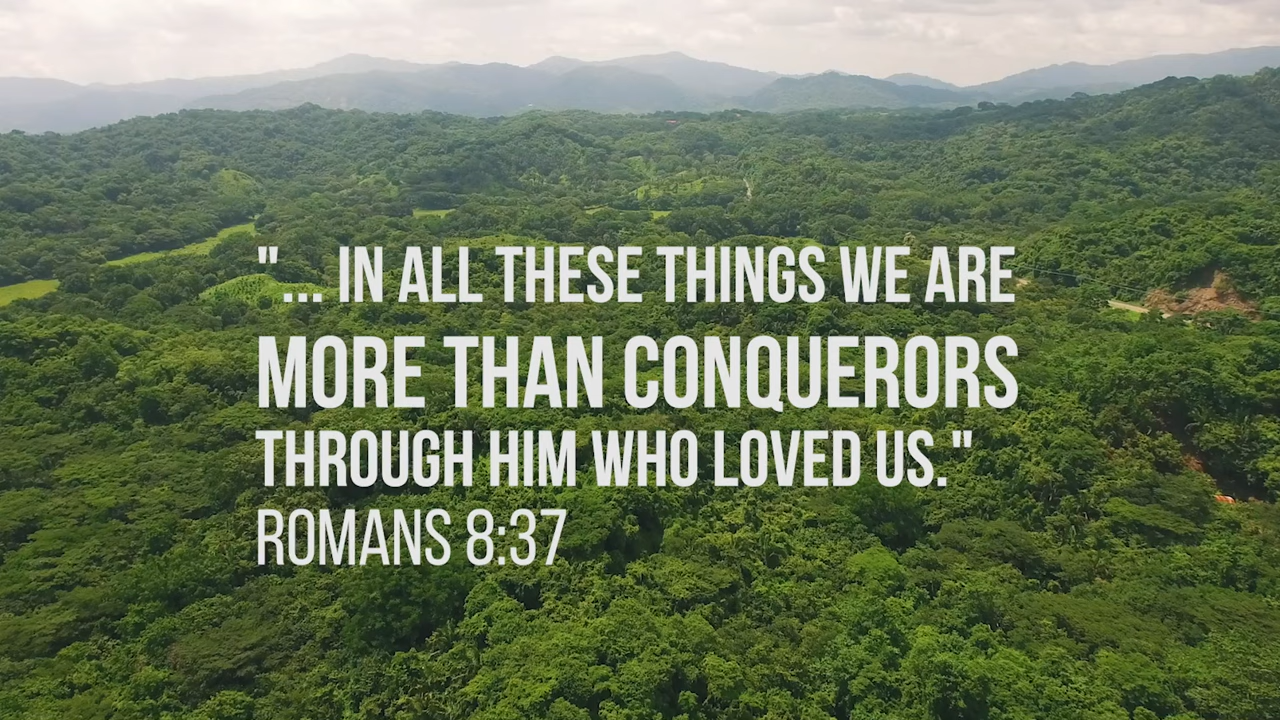 "... IN ALL THESE THINGS WE ARE
MORE THAN CONQUERORS
THROUGH HIM WHO LOVED US."
ROMANS 8:37